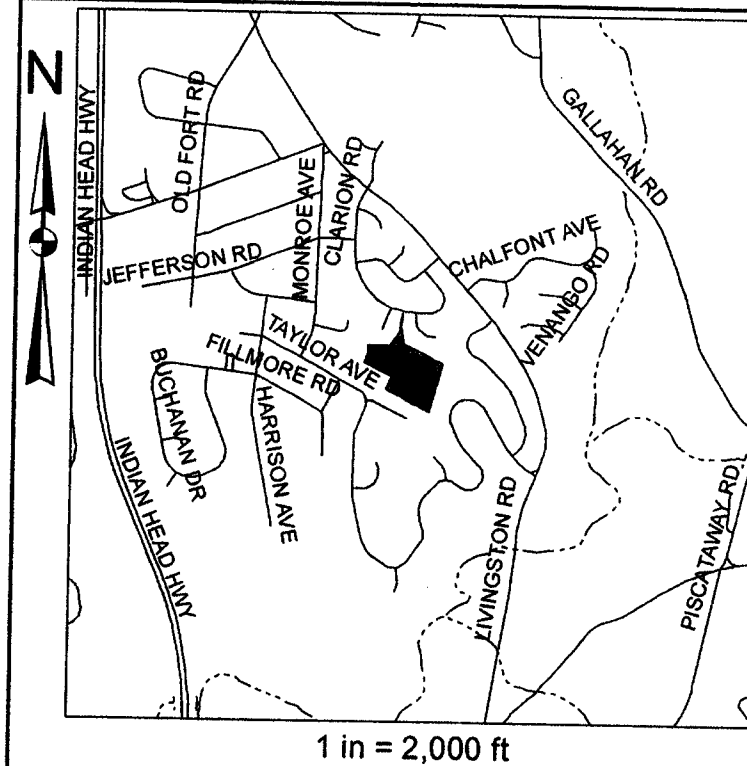 N
INDIAN HEAD HWY
OLD FORT RD
GALLAHAN RD
MONROE AVE
CLARION RD
JEFFERSON RD
CHALFONT AVE
VENANGO RD
TAYLOR AVE
FILLMORE RD
BUCHANAN DR
HARRISON AVE
INDIAN HEAD HWY
LIVINGSTON RD
PISCATAWAY RD
1 in = 2,000 ft